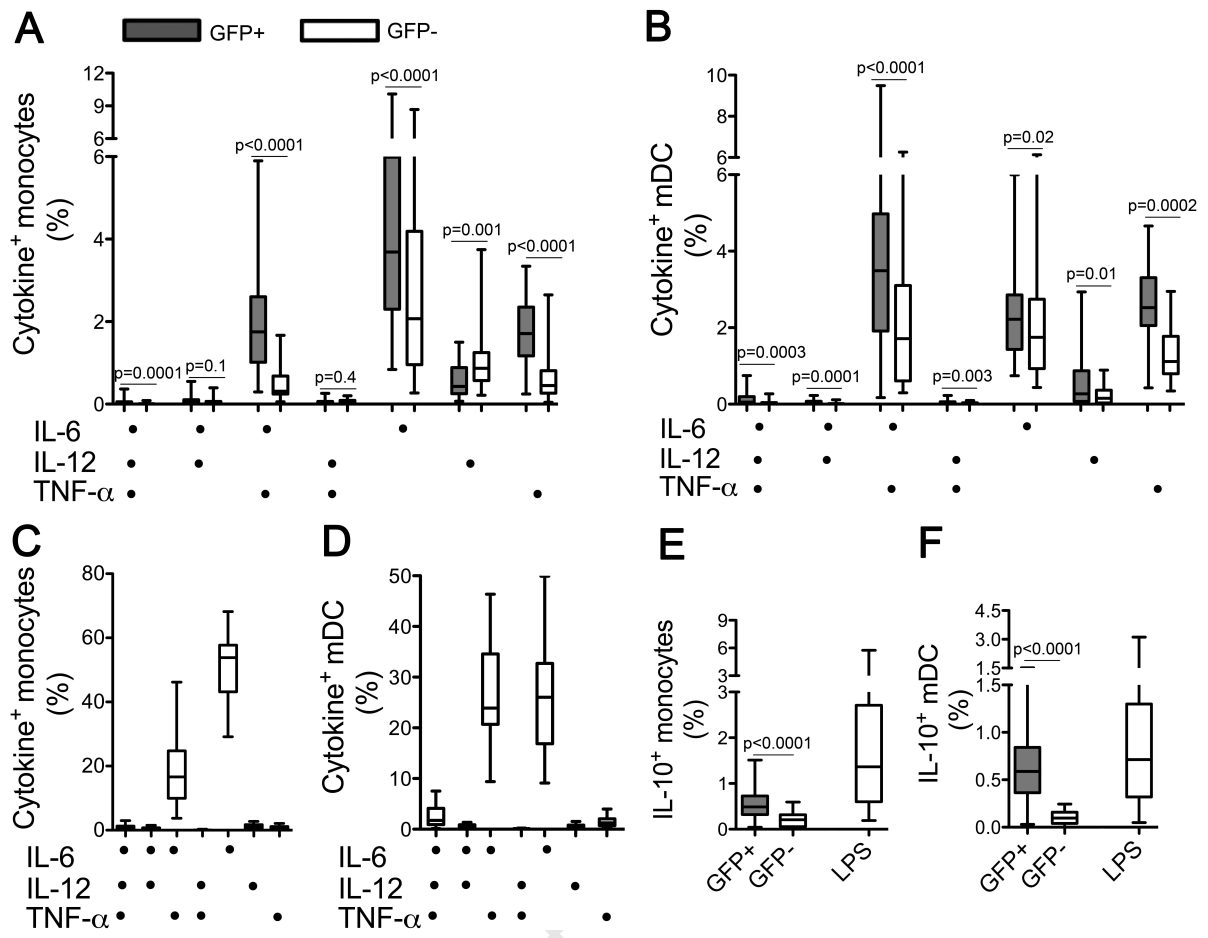 A
GFP+ GFP-
Cytokine+ monocytes
(%)
12
9
6
6
4
2
0
p=0.0001
p=0.1
p<0.0001
p=0.4
p<0.0001
p=0.001
p<0.0001
IL-6
IL-12
TNF-α
B
Cytokine+ mDC
(%)
10
8
6
6
4
2
0
p=0.0003
p=0.0001
p<0.0001
p=0.003
p=0.02
p=0.01
p=0.0002
IL-6
IL-12
TNF-α
C
Cytokine+ monocytes
(%)
80
60
40
20
0
IL-6
IL-12
TNF-α
D
Cytokine+ mDC
(%)
50
40
30
20
10
0
IL-6
IL-12
TNF-α
E
IL-10+ monocytes
(%)
9
6
3
3
2
1
0
p<0.0001
GFP+
GFP-
LPS
F
IL-10+ mDC
(%)
4.5
3.0
1.5
1.5
1.0
0.5
0.0
p<0.0001
GFP+
GFP-
LPS